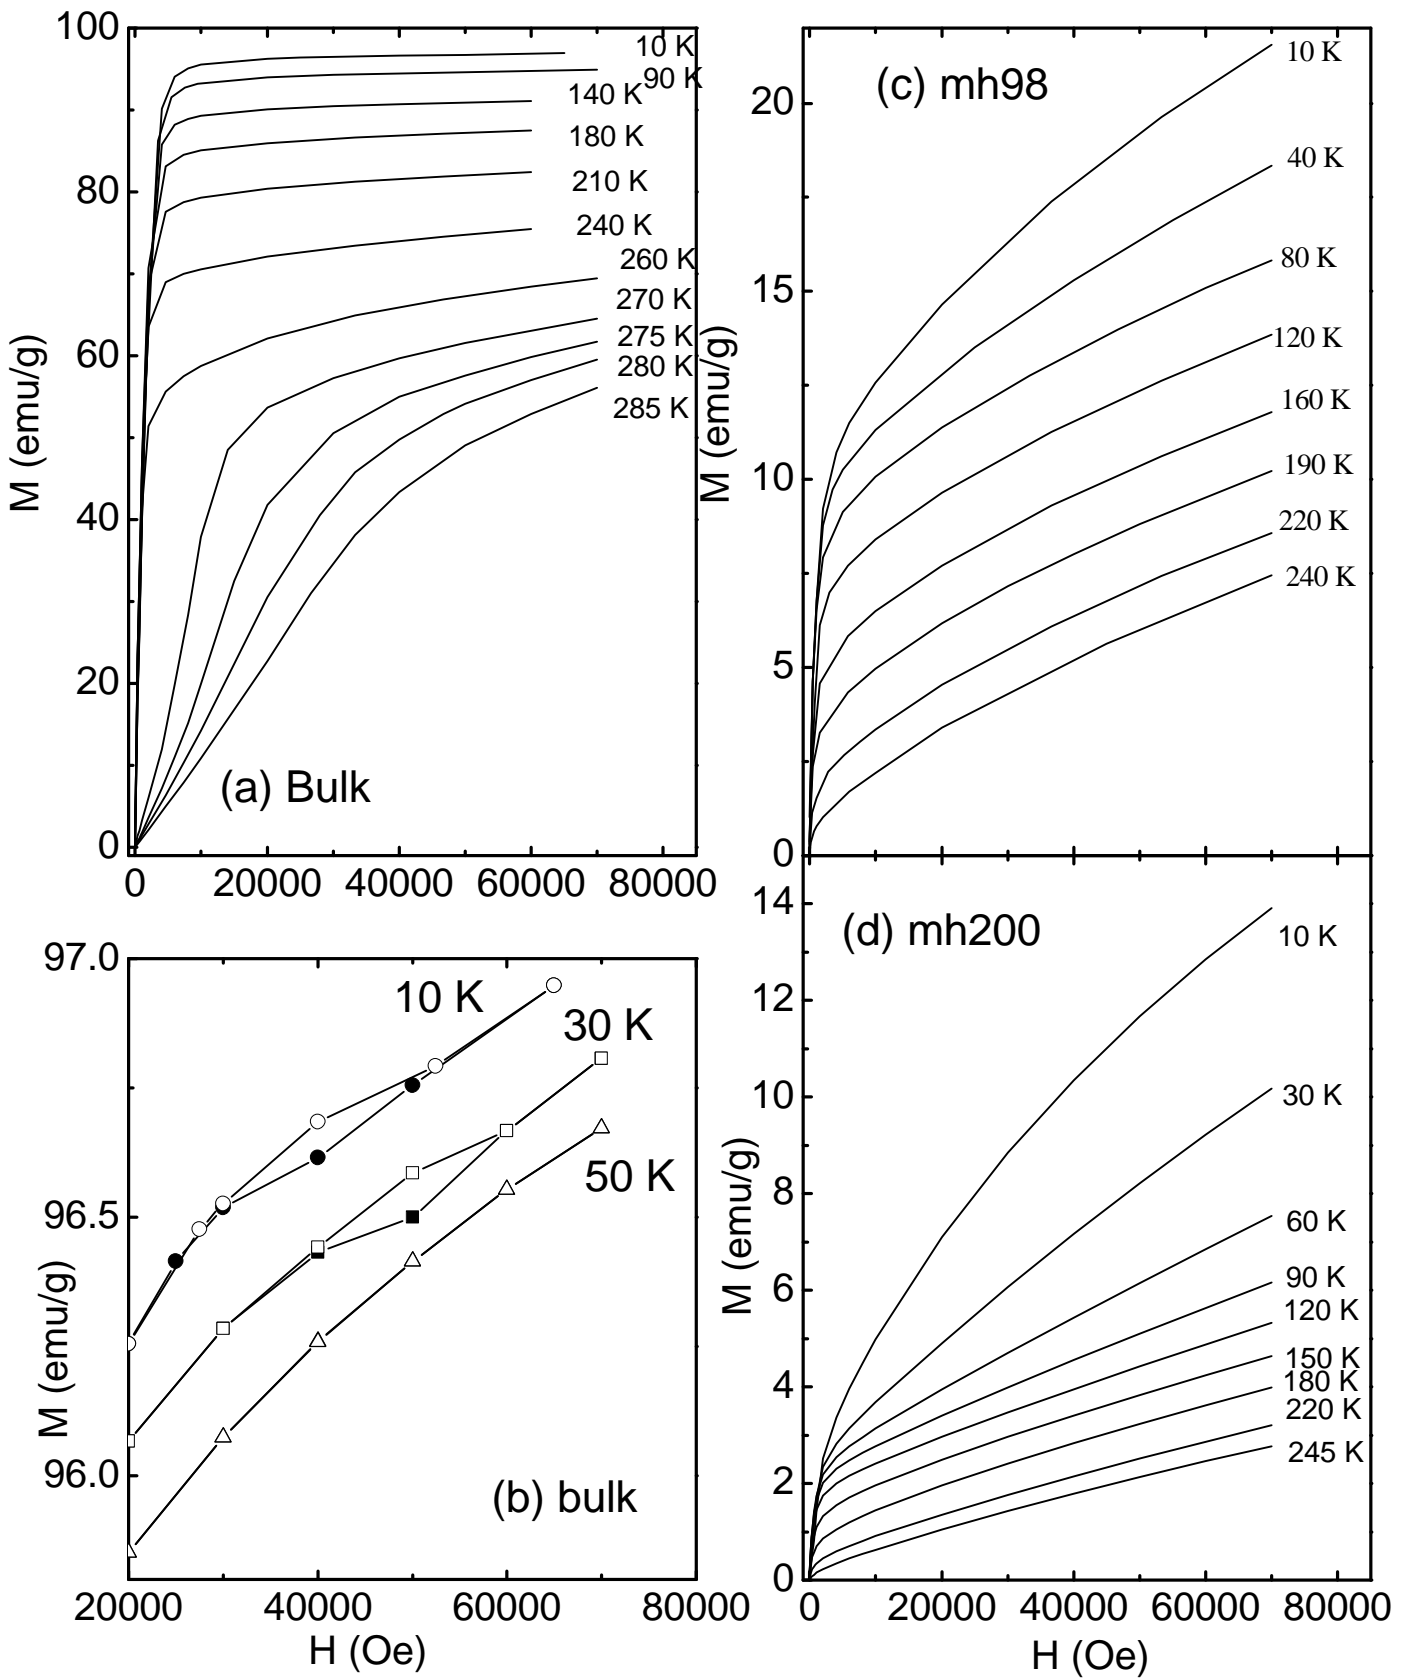 100
80
60
40
20
0
M (emu/g)
10 K
90 K
140 K
180 K
210 K
240 K
260 K
270 K
275 K
280 K
285 K
(a) Bulk
0 20000 40000 60000 80000
20
15
10
5
0
M (emu/g)
(c) mh98
10 K
40 K
80 K
120 K
160 K
190 K
220 K
240 K
97.0
96.5
96.0
M (emu/g)
10 K
30 K
50 K
(b) bulk
20000 40000 60000 80000
H (Oe)
14
12
10
8
6
4
2
0
M (emu/g)
(d) mh200
10 K
30 K
60 K
90 K
120 K
150 K
180 K
220 K
245 K
0 20000 40000 60000 80000
H (Oe)